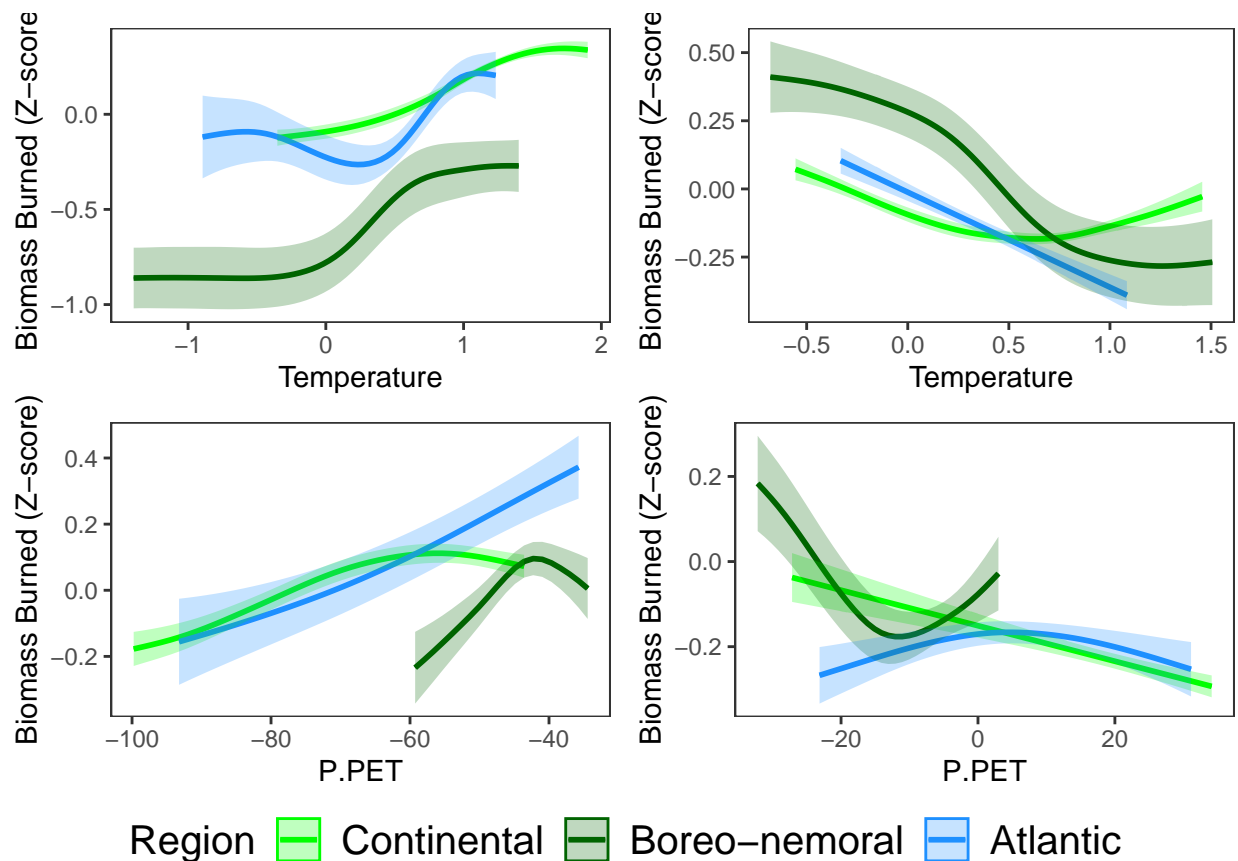 Biomass Burned (Z−score
0.0
−0.5
−1.0
−1 0 1 2
Temperature
Biomass Burned (Z−score
0.50
0.25
0.00
−0.25
−0.5 0.0 0.5 1.0 1.5
Temperature
Biomass Burned (Z−score)
0.4
0.2
0.0
−0.2
−100 −80 −60 −40
P.PET
Biomass Burned (Z−score)
0.2
0.0
−0.2
−20 0 20
P.PET
Region Continental Boreo−nemoral Atlantic